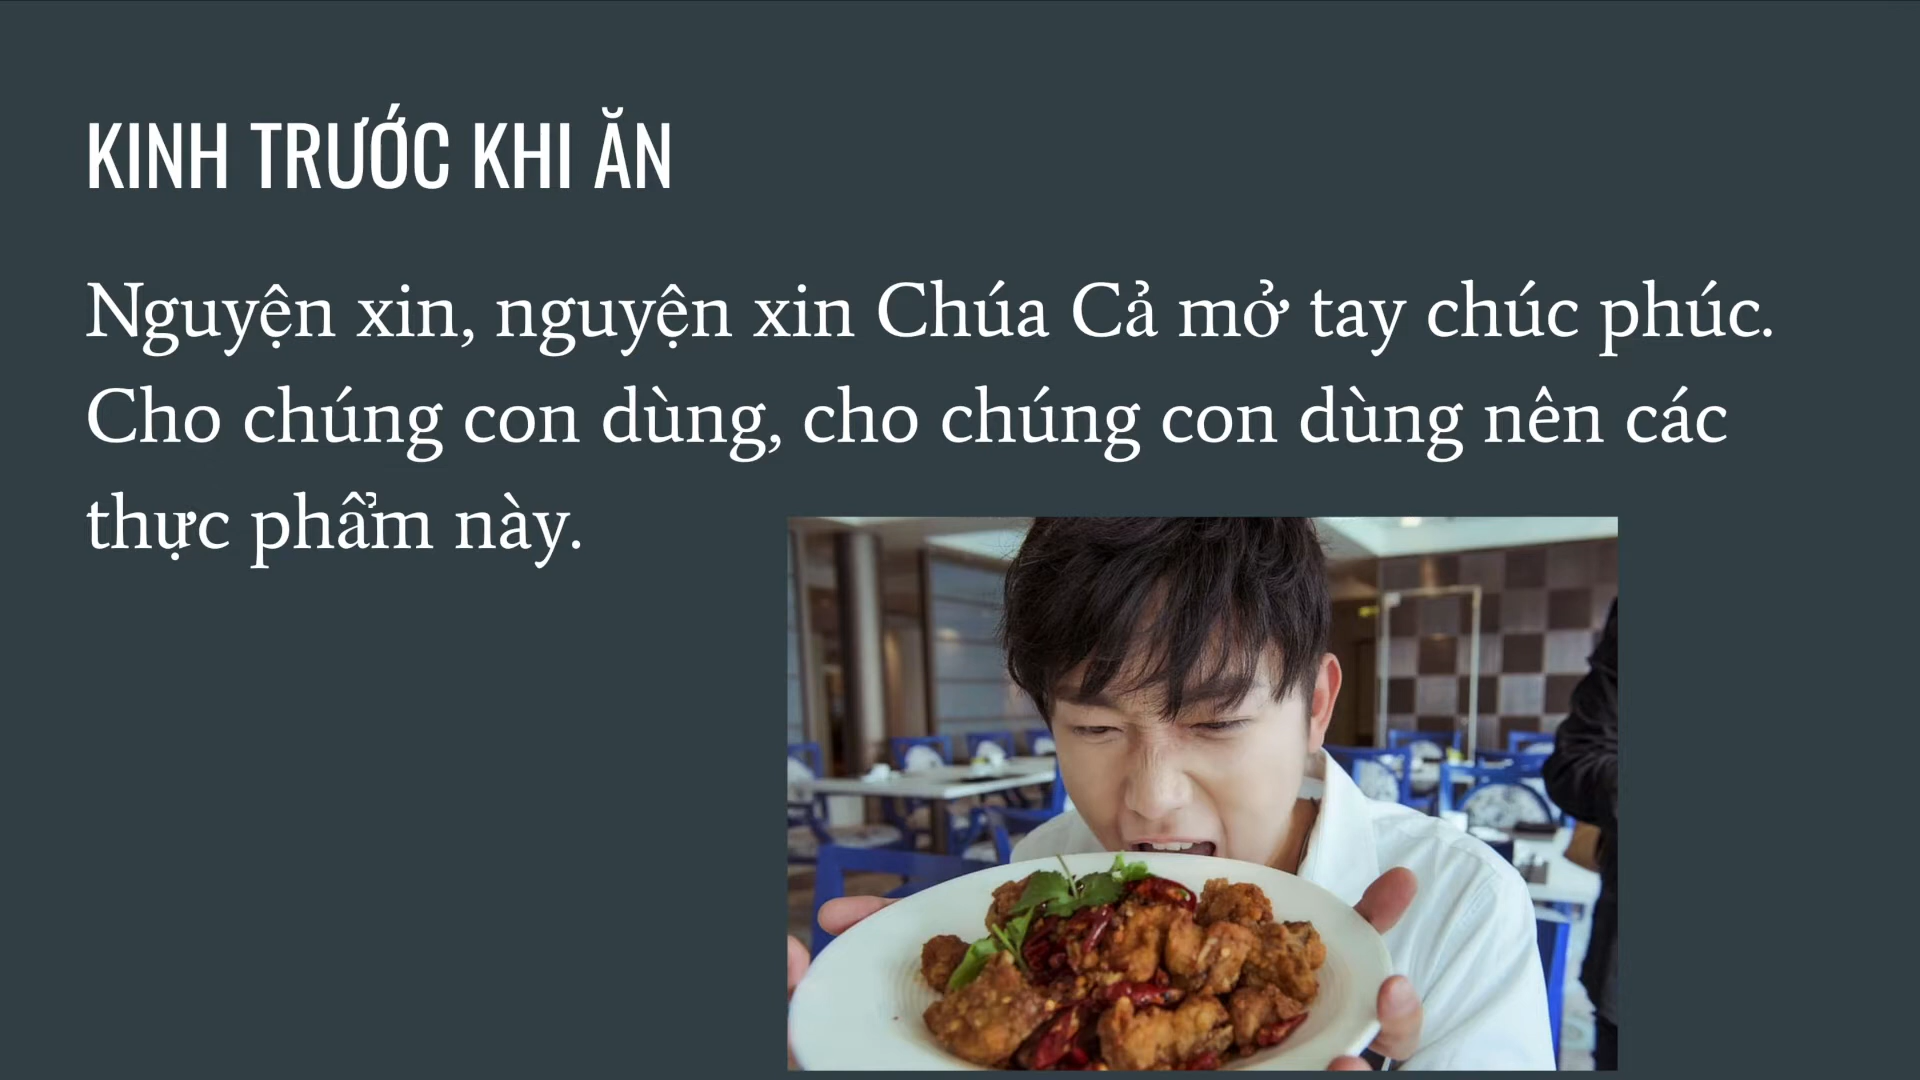 KINH TRƯỚC KHI ĂN
Nguyện xin, nguyện xin Chúa Cả mở tay chúc phúc.
Cho chúng con dùng, cho chúng con dùng nên các
thực phẩm này.